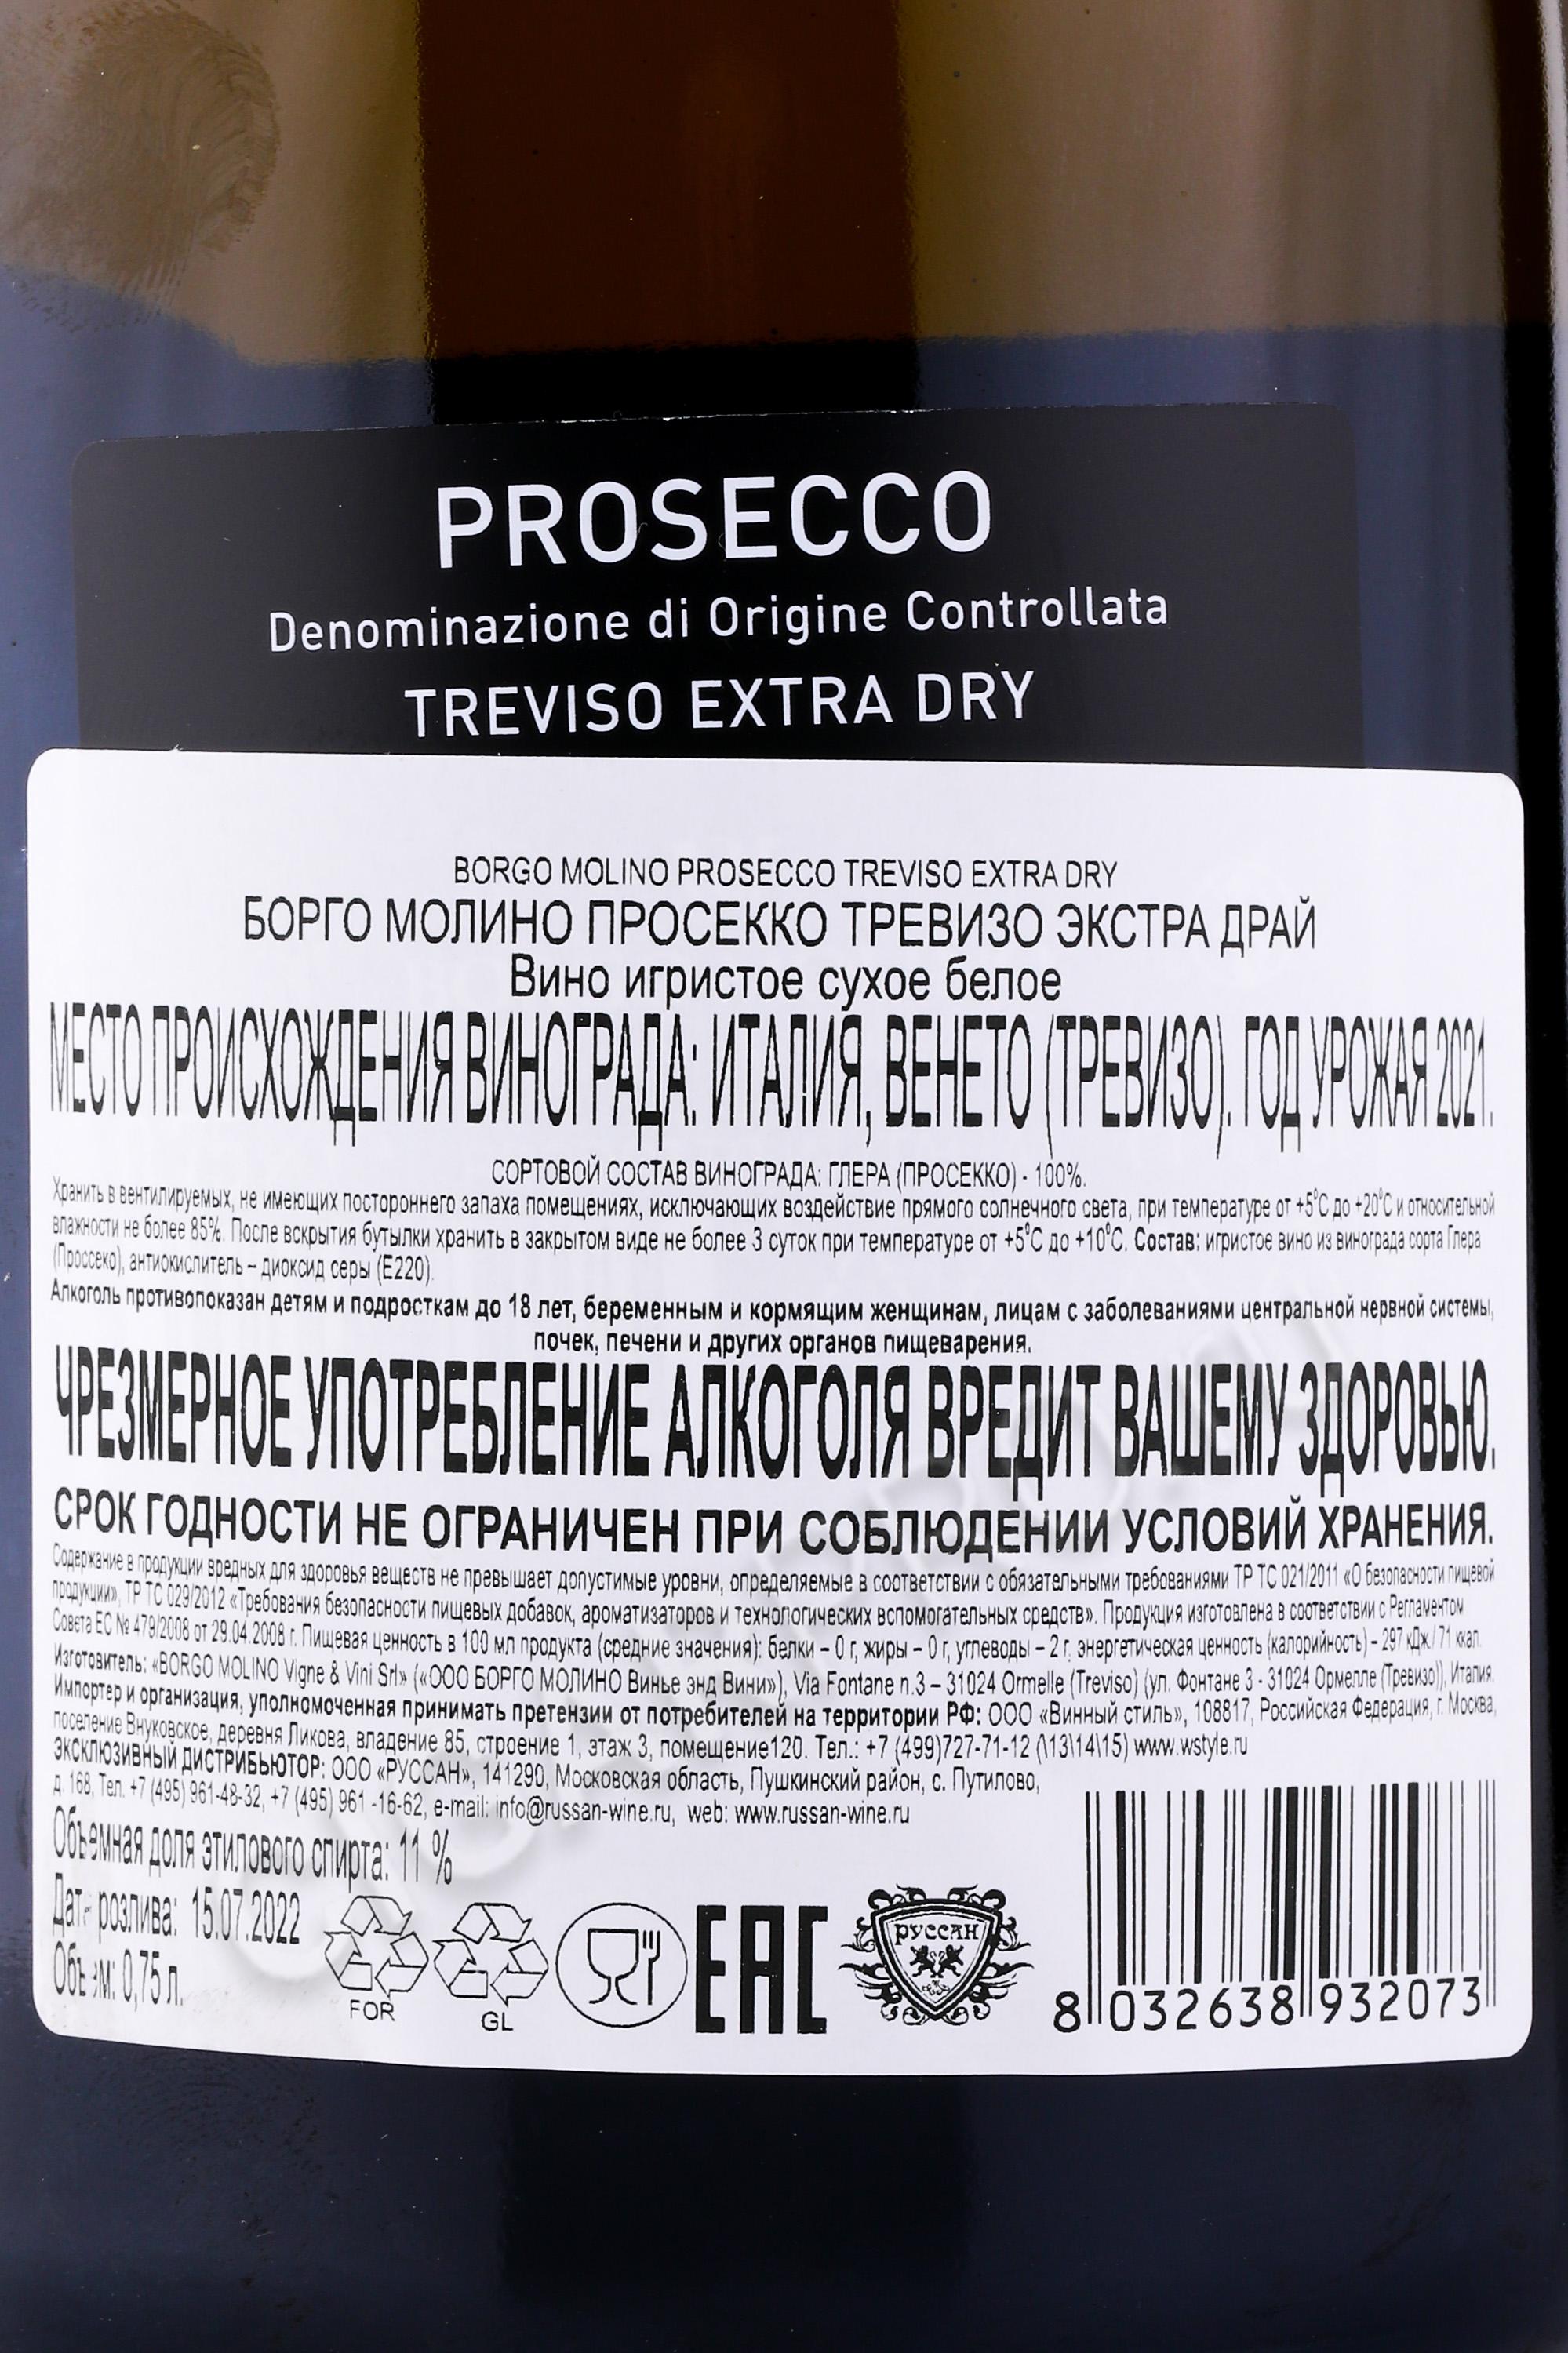 PROSECCO
Denominazione di Origine Controllata
TREVISO EXTRA DRY
BORGO MOLINO PROSECCO TREVISO EXTRA DRY
БОРГО МОЛИНО ПРОСЕККО ТРЕВИЗО ЭКСТРА ДРАЙ
Вино игристое сухое белое
МЕСТО ПРОИСХОЖДЕНИЯ ВИНОГРАДА: ИТАЛИЯ, ВЕНЕТО (ТРЕВИЗО). ГОД УРОЖАЯ 2021.
СОРТОВОЙ СОСТАВ ВИНОГРАДА: ГЛЕРА (ПРОСЕККО) - 100%.
Хранить в вентилируемых, не имеющих постороннего запаха помещениях, исключающих воздействие прямого солнечного света, при температуре от +5°С до +20°С и относительной
влажности не более 85%. После вскрытия бутылки хранить в закрытом виде не более 3 суток при температуре от +5°С до +10°С. Состав: игристое вино из винограда сорта Глера
(Проссеко), антиокислитель – диоксид серы (Е220).
Алкоголь противопоказан детям и подросткам до 18 лет, беременным и кормящим женщинам, лицам с заболеваниями центральной нервной системы,
почек, печени и других органов пищеварения.
ЧРЕЗМЕРНОЕ УПОТРЕБЛЕНИЕ АЛКОГОЛЯ ВРЕДИТ ВАШЕМУ ЗДОРОВЬЮ.
СРОК ГОДНОСТИ НЕ ОГРАНИЧЕН ПРИ СОБЛЮДЕНИИ УСЛОВИЙ ХРАНЕНИЯ.
Содержание в продукции вредных для здоровья веществ не превышает допустимые уровни, определяемые в соответствии с обязательными требованиями ТР ТС 021/2011 «О безопасности пищевой
продукции», ТР ТС 029/2012 «Требования безопасности пищевых добавок, ароматизаторов и технологических вспомогательных средств». Продукция изготовлена в соответствии с Регламентом
Совета ЕС № 479/2008 от 29.04.2008 г. Пищевая ценность в 100 мл продукта (средние значения): белки – 0 г, жиры – 0 г, углеводы – 2 г, энергетическая ценность (калорийность) – 297 кДж / 71 ккал.
Изготовитель: «BORGO MOLINO Vigne & Vini Srl» («ООО БОРГО МОЛИНО Винье энд Вини»), Via Fontane n.3 – 31024 Ormelle (Treviso) (ул. Фонтане 3 - 31024 Ормелле (Тревизо)), Италия.
Импортер и организация, уполномоченная принимать претензии от потребителей на территории РФ: ООО «Винный стиль», 108817, Российская Федерация, г. Москва,
поселение Внуковское, деревня Ликова, владение 85, строение 1, этаж 3, помещение120. Тел.: +7 (499)727-71-12 (\13\14\15) www.wstyle.ru
ЭКСКЛЮЗИВНЫЙ ДИСТРИБЬЮТОР: ООО «РУССАН», 141290, Московская область, Пушкинский район, с. Путилово,
д. 168, Тел. +7 (495) 961-48-32, +7 (495) 961 -16-62, e-mail: info@russan-wine.ru, web: www.russan-wine.ru
Объемная доля этилового спирта: 11 %
Дата розлива: 15.07.2022
Объем: 0,75 л.
FOR
GL
EAC
РУССАН
8 032638 932073